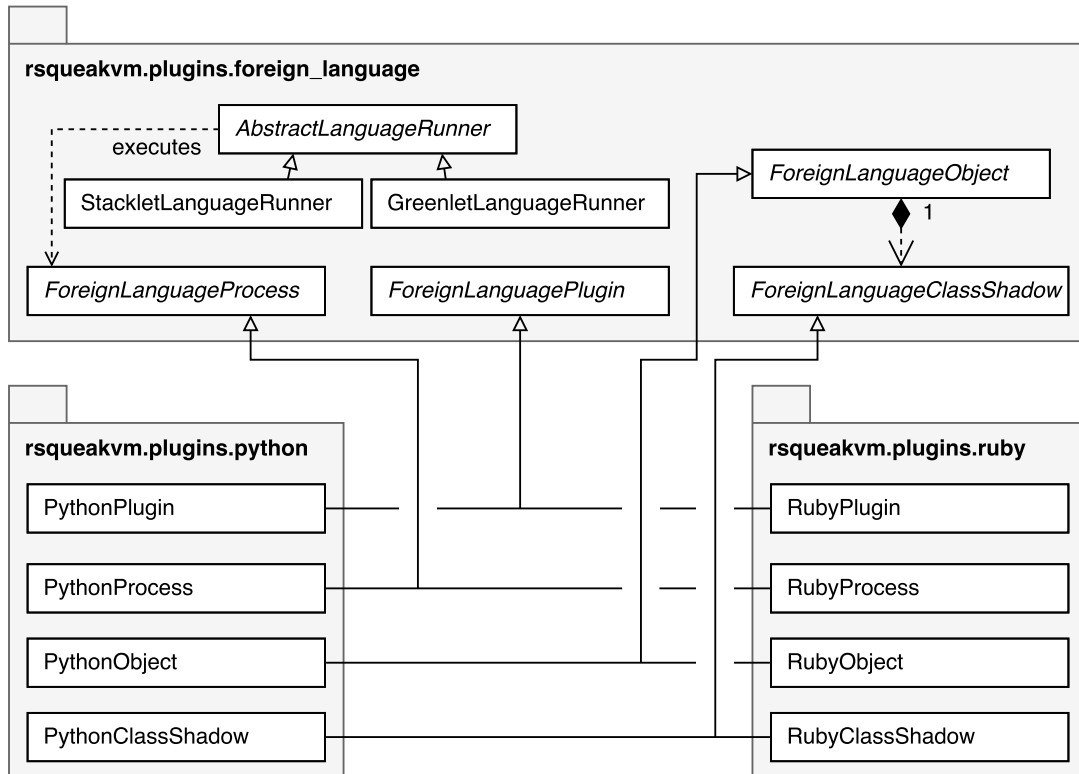 rsqueakvm.plugins.foreign_language
AbstractLanguageRunner
executes
ForeignLanguageObject
StackletLanguageRunner
GreenletLanguageRunner
1
ForeignLanguageProcess
ForeignLanguagePlugin
ForeignLanguageClassShadow
rsqueakvm.plugins.python
PythonPlugin
PythonProcess
PythonObject
PythonClassShadow
rsqueakvm.plugins.ruby
RubyPlugin
RubyProcess
RubyObject
RubyClassShadow